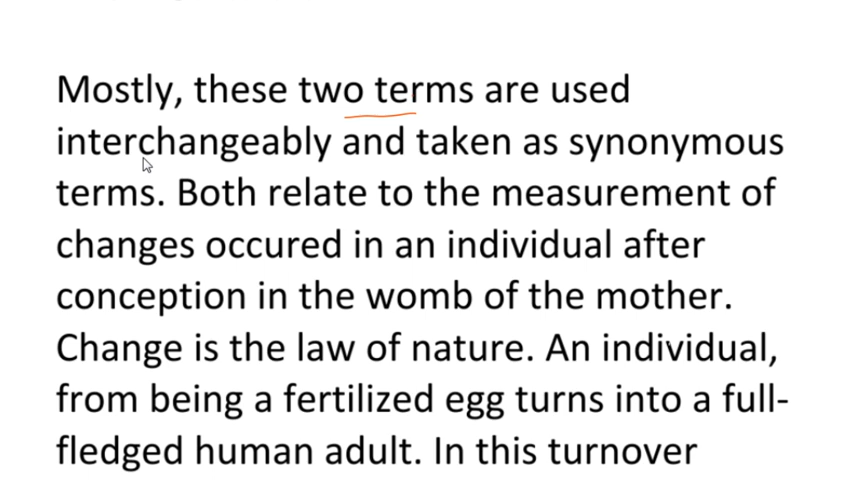 Mostly, these two terms are used
interchangeably and taken as synonymous
terms. Both relate to the measurement of
changes occured in an individual after
conception in the womb of the mother.
Change is the law of nature. An individual,
from being a fertilized egg turns into a full-
fledged human adult. In this turnover